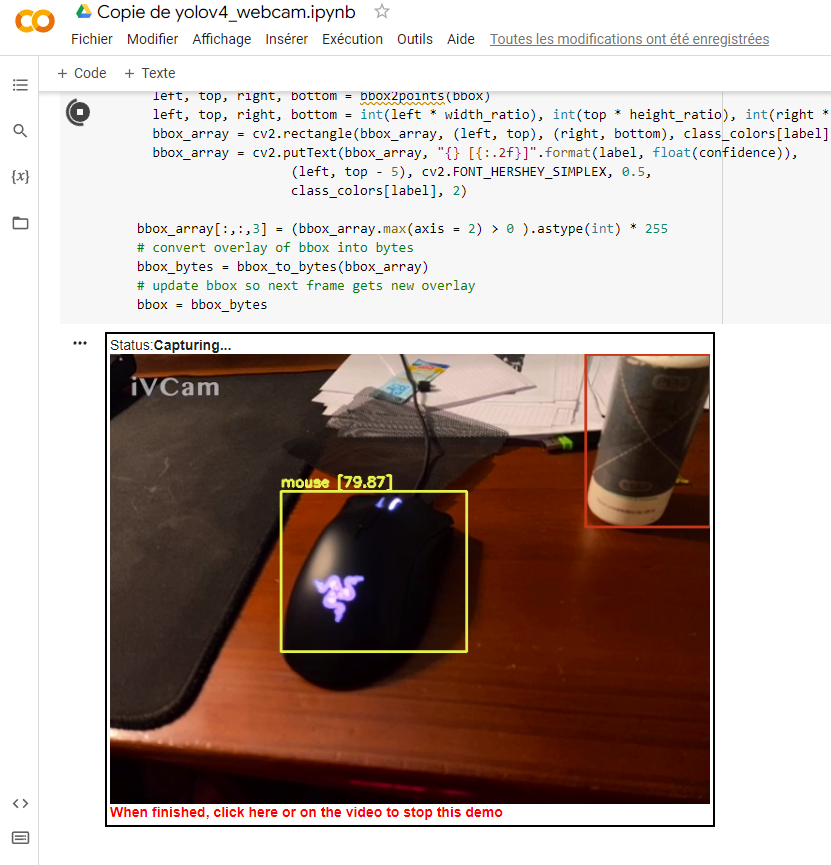 Copie de yolov4_webcam.ipynb
Fichier Modifier Affichage Insérer Exécution Outils Aide Toutes les modifications ont été enregistrées
+ Code + Texte
left, top, right, bottom = bbox2points(bbox)
left, top, right, bottom = int(left * width_ratio), int(top * height_ratio), int(right *
bbox_array = cv2.rectangle(bbox_array, (left, top), (right, bottom), class_colors[label]
bbox_array = cv2.putText(bbox_array, "{} [{:.2f}]".format(label, float(confidence)),
(left, top - 5), cv2.FONT_HERSHEY_SIMPLEX, 0.5,
class_colors[label], 2)
bbox_array[:,:,3] = (bbox_array.max(axis = 2) > 0 ).astype(int) * 255
# convert overlay of bbox into bytes
bbox_bytes = bbox_to_bytes(bbox_array)
# update bbox so next frame gets new overlay
bbox = bbox_bytes
Status:Capturing...
iVCam
mouse [79.87]
When finished, click here or on the video to stop this demo